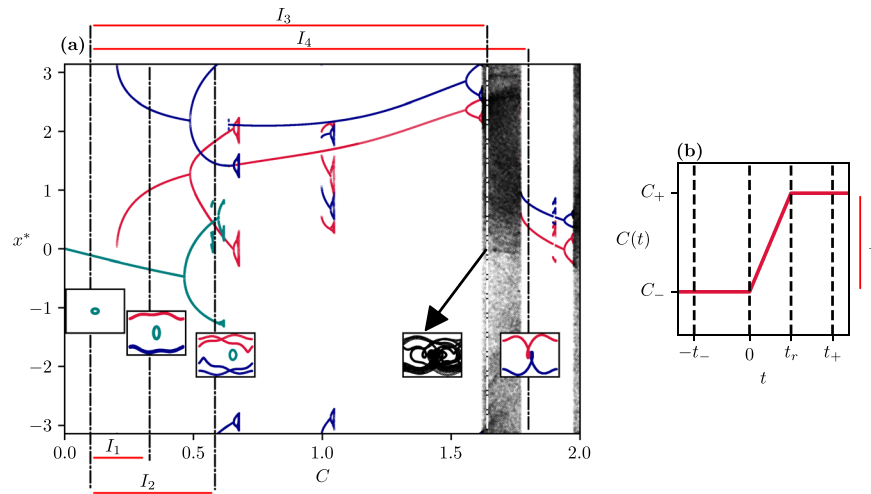 I₃
I₄
(a)
3
2
1
0
−1
−2
−3
x*
0.0
0.5
1.0
1.5
2.0
C
I₁
I₂
(b)
C₊
C(t)
C₋
−t₋
0
tᵣ
t₊
t